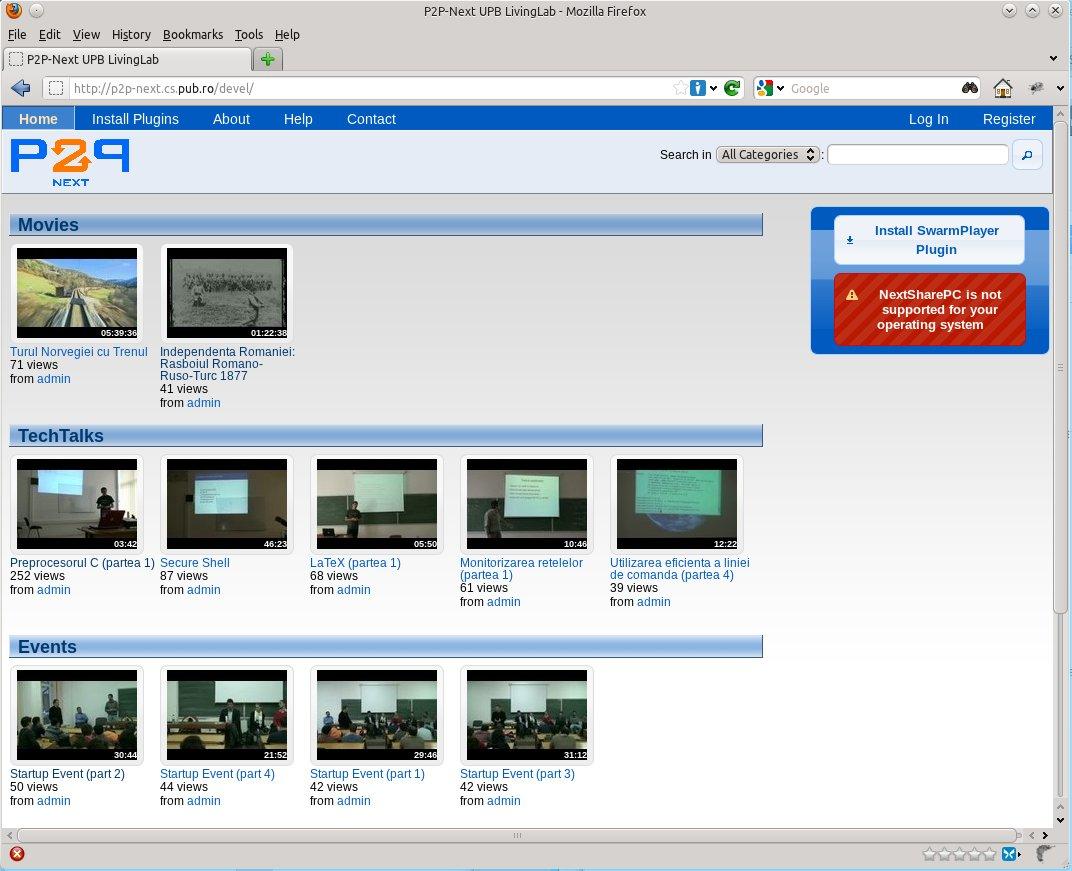 P2P-Next UPB LivingLab - Mozilla Firefox
File Edit View History Bookmarks Tools Help
P2P-Next UPB LivingLab
http://p2p-next.cs.pub.ro/devel/
Google
Home Install Plugins About Help Contact Log In Register
P2P
NEXT
Search in All Categories :
Movies
05:39:36
01:22:38
Turul Norvegiei cu Trenul
71 views
from admin
Independenta Romaniei:
Rasboiul Romano-
Ruso-Turc 1877
41 views
from admin
Install SwarmPlayer
Plugin
NextSharePC is not
supported for your
operating system
TechTalks
03:42
46:23
05:50
10:46
12:22
Preprocesorul C (partea 1)
252 views
from admin
Secure Shell
87 views
from admin
LaTeX (partea 1)
68 views
from admin
Monitorizarea retelelor
(partea 1)
61 views
from admin
Utilizarea eficienta a liniei
de comanda (partea 4)
39 views
from admin
Events
30:44
21:52
29:46
31:12
Startup Event (part 2)
50 views
from admin
Startup Event (part 4)
44 views
from admin
Startup Event (part 1)
42 views
from admin
Startup Event (part 3)
42 views
from admin